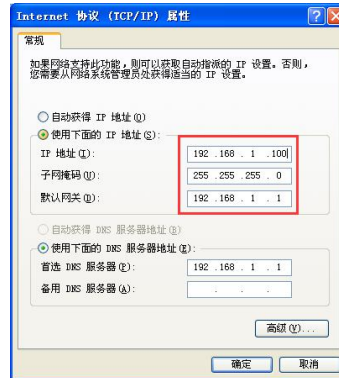 Internet 协议 (TCP/IP) 属性
常规
如果网络支持此功能，则可以获取自动指派的 IP 设置。否则，
您需要从网络系统管理员处获得适当的 IP 设置。
自动获得 IP 地址(O)
使用下面的 IP 地址(S):
IP 地址(I): 192 .168 . 1 .100
子网掩码(U): 255 .255 .255 . 0
默认网关(D): 192 .168 . 1 . 1
自动获得 DNS 服务器地址(B)
使用下面的 DNS 服务器地址(E):
首选 DNS 服务器(P): 192 .168 . 1 . 1
备用 DNS 服务器(A): . . .
高级(V)...
确定 取消